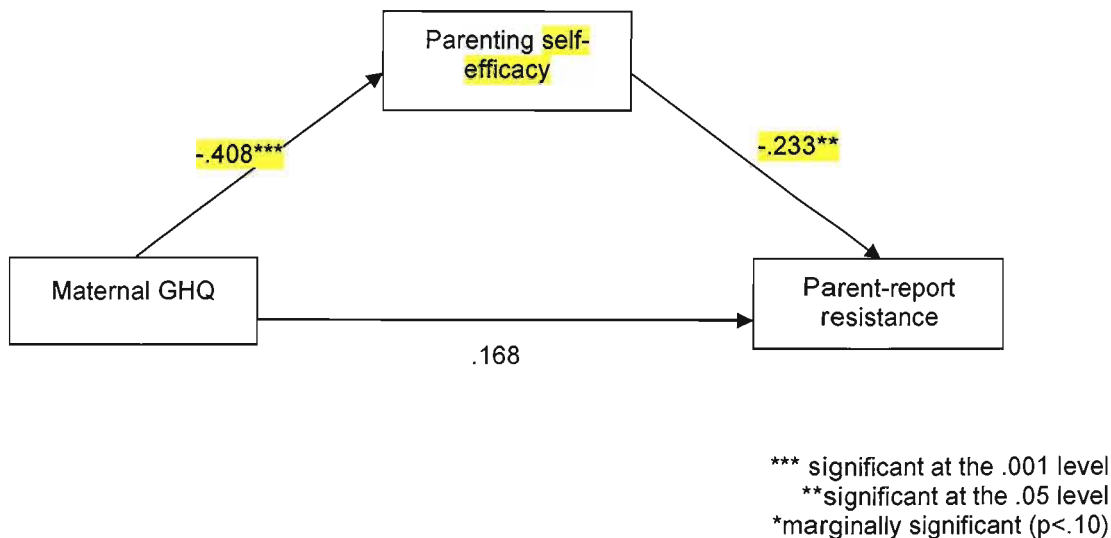 Parenting self-
efficacy
-.408***
-.233**
Maternal GHQ
Parent-report
resistance
.168
*** significant at the .001 level
**significant at the .05 level
*marginally significant (p<.10)